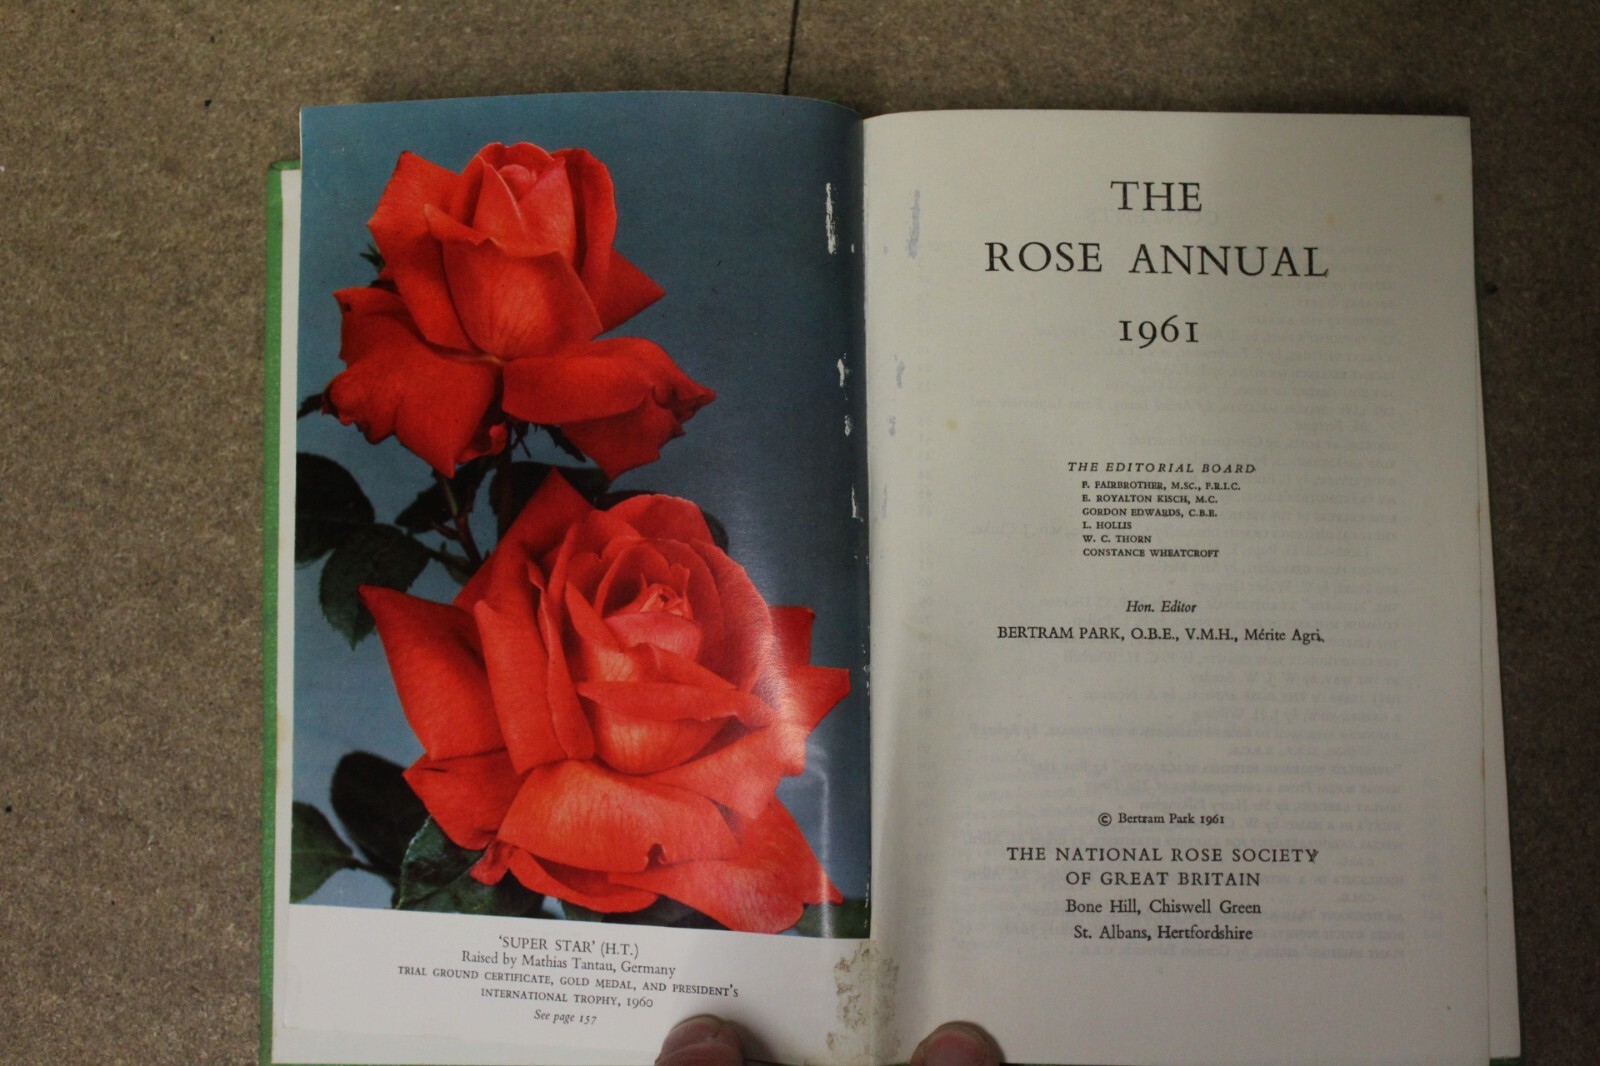 'SUPER STAR' (H.T.)
Raised by Mathias Tantau, Germany
TRIAL GROUND CERTIFICATE, GOLD MEDAL, AND PRESIDENT'S
INTERNATIONAL TROPHY, 1960
See page 157
THE
ROSE ANNUAL
1961
THE EDITORIAL BOARD
F. FAIRBROTHER, M.SC., F.R.I.C.
E. ROYALTON KISCH, M.C.
GORDON EDWARDS, C.B.E.
L. HOLLIS
W. C. THORN
CONSTANCE WHEATCROFT
Hon. Editor
BERTRAM PARK, O.B.E., V.M.H., Mérite Agri.
© Bertram Park 1961
THE NATIONAL ROSE SOCIETY
OF GREAT BRITAIN
Bone Hill, Chiswell Green
St. Albans, Hertfordshire